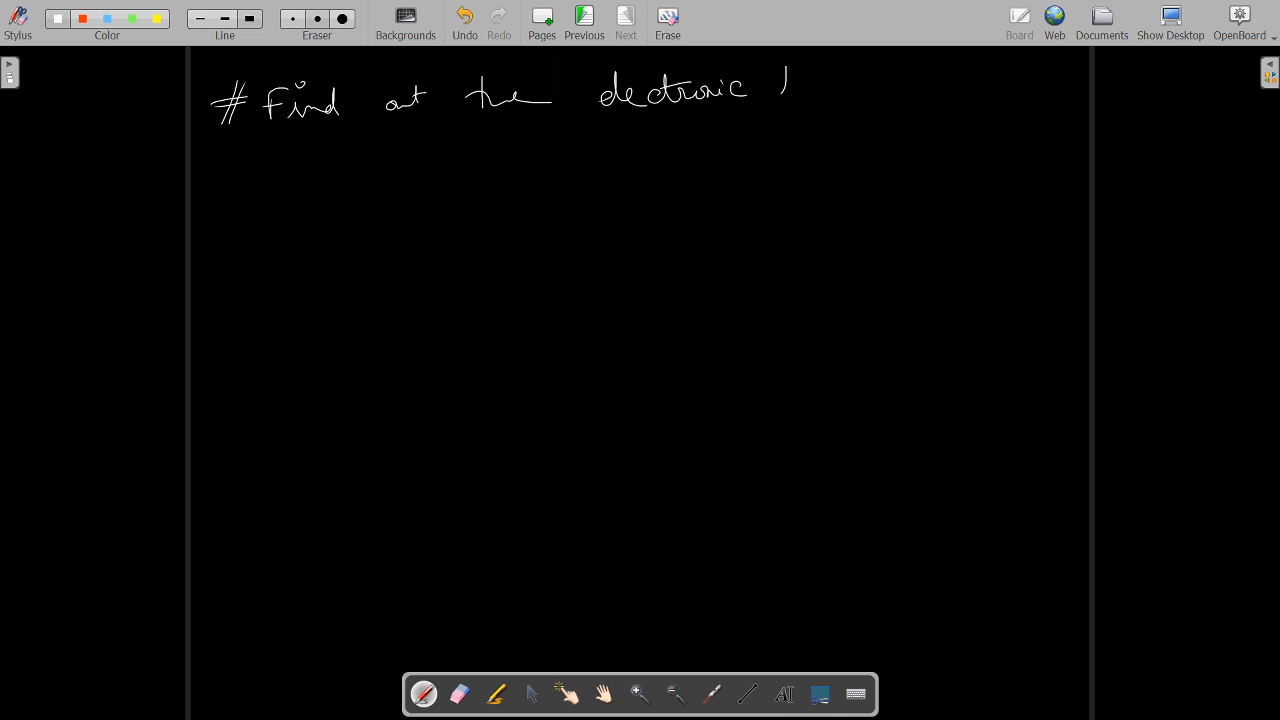 Stylus
Color
Line
Eraser
Backgrounds
Undo
Redo
Pages
Previous
Next
Erase
Board
Web
Documents
Show Desktop
OpenBoard
# Find out the electronic